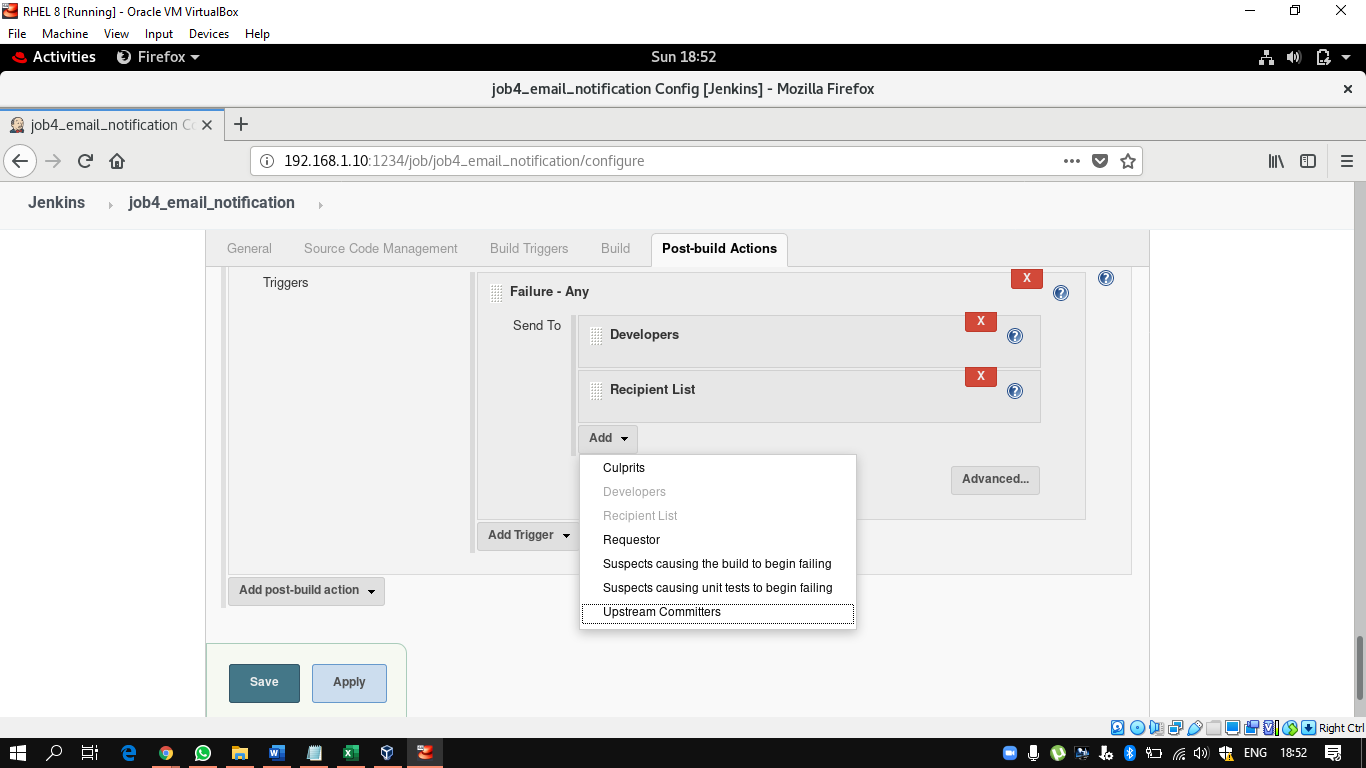 RHEL 8 [Running] - Oracle VM VirtualBox
File Machine View Input Devices Help
Activities Firefox Sun 18:52
job4_email_notification Config [Jenkins] - Mozilla Firefox ×
job4_email_notification Co × +
192.168.1.10:1234/job/job4_email_notification/configure
Jenkins job4_email_notification
General Source Code Management Build Triggers Build Post-build Actions
Triggers
Failure - Any
X
?
?
Send To
Developers
X
?
Recipient List
X
?
Add
Culprits
Developers
Recipient List
Requestor
Suspects causing the build to begin failing
Suspects causing unit tests to begin failing
Upstream Committers
Advanced...
Add Trigger
Add post-build action
Save Apply
Right Ctrl
ENG 18:52